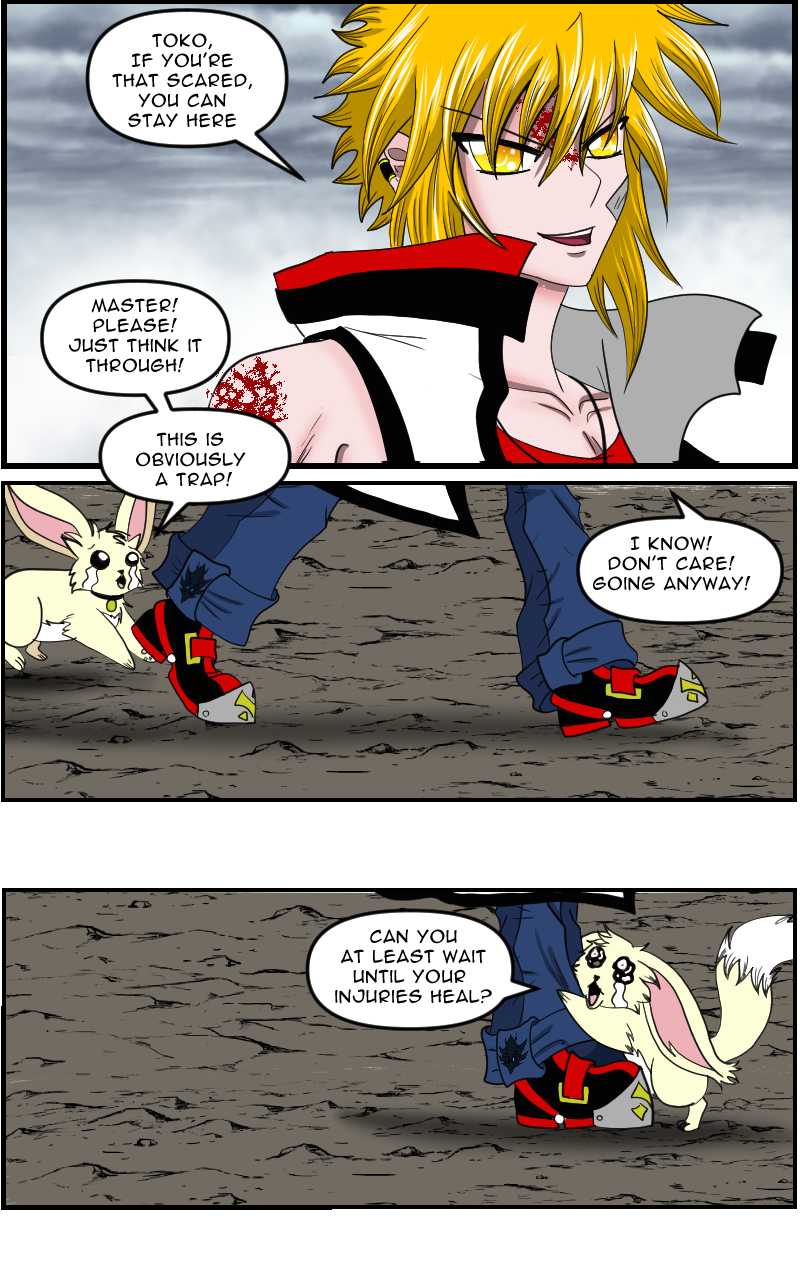 TOKO,
IF YOU'RE
THAT SCARED,
YOU CAN
STAY HERE
MASTER!
PLEASE!
JUST THINK IT
THROUGH!
THIS IS
OBVIOUSLY
A TRAP!
I KNOW!
DON'T CARE!
GOING ANYWAY!
CAN YOU
AT LEAST WAIT
UNTIL YOUR
INJURIES HEAL?